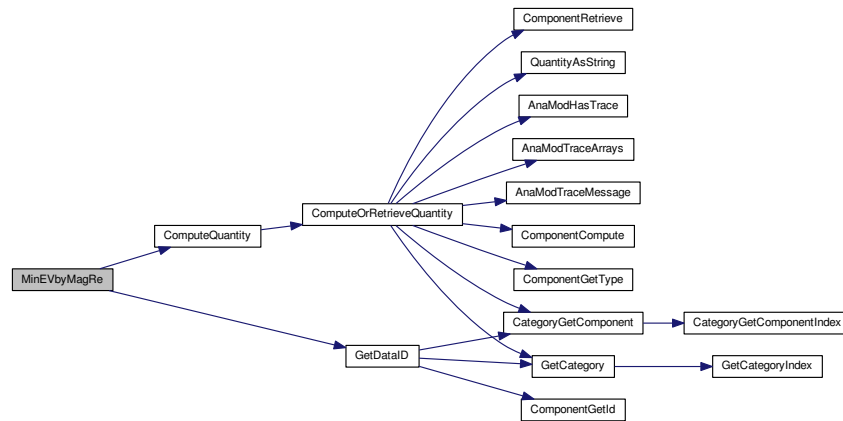 ComponentRetrieve
QuantityAsString
AnaModHasTrace
AnaModTraceArrays
AnaModTraceMessage
ComputeOrRetrieveQuantity
ComputeQuantity
ComponentCompute
MinEVbyMagRe
ComponentGetType
CategoryGetComponent
CategoryGetComponentIndex
GetDataID
GetCategory
GetCategoryIndex
ComponentGetId